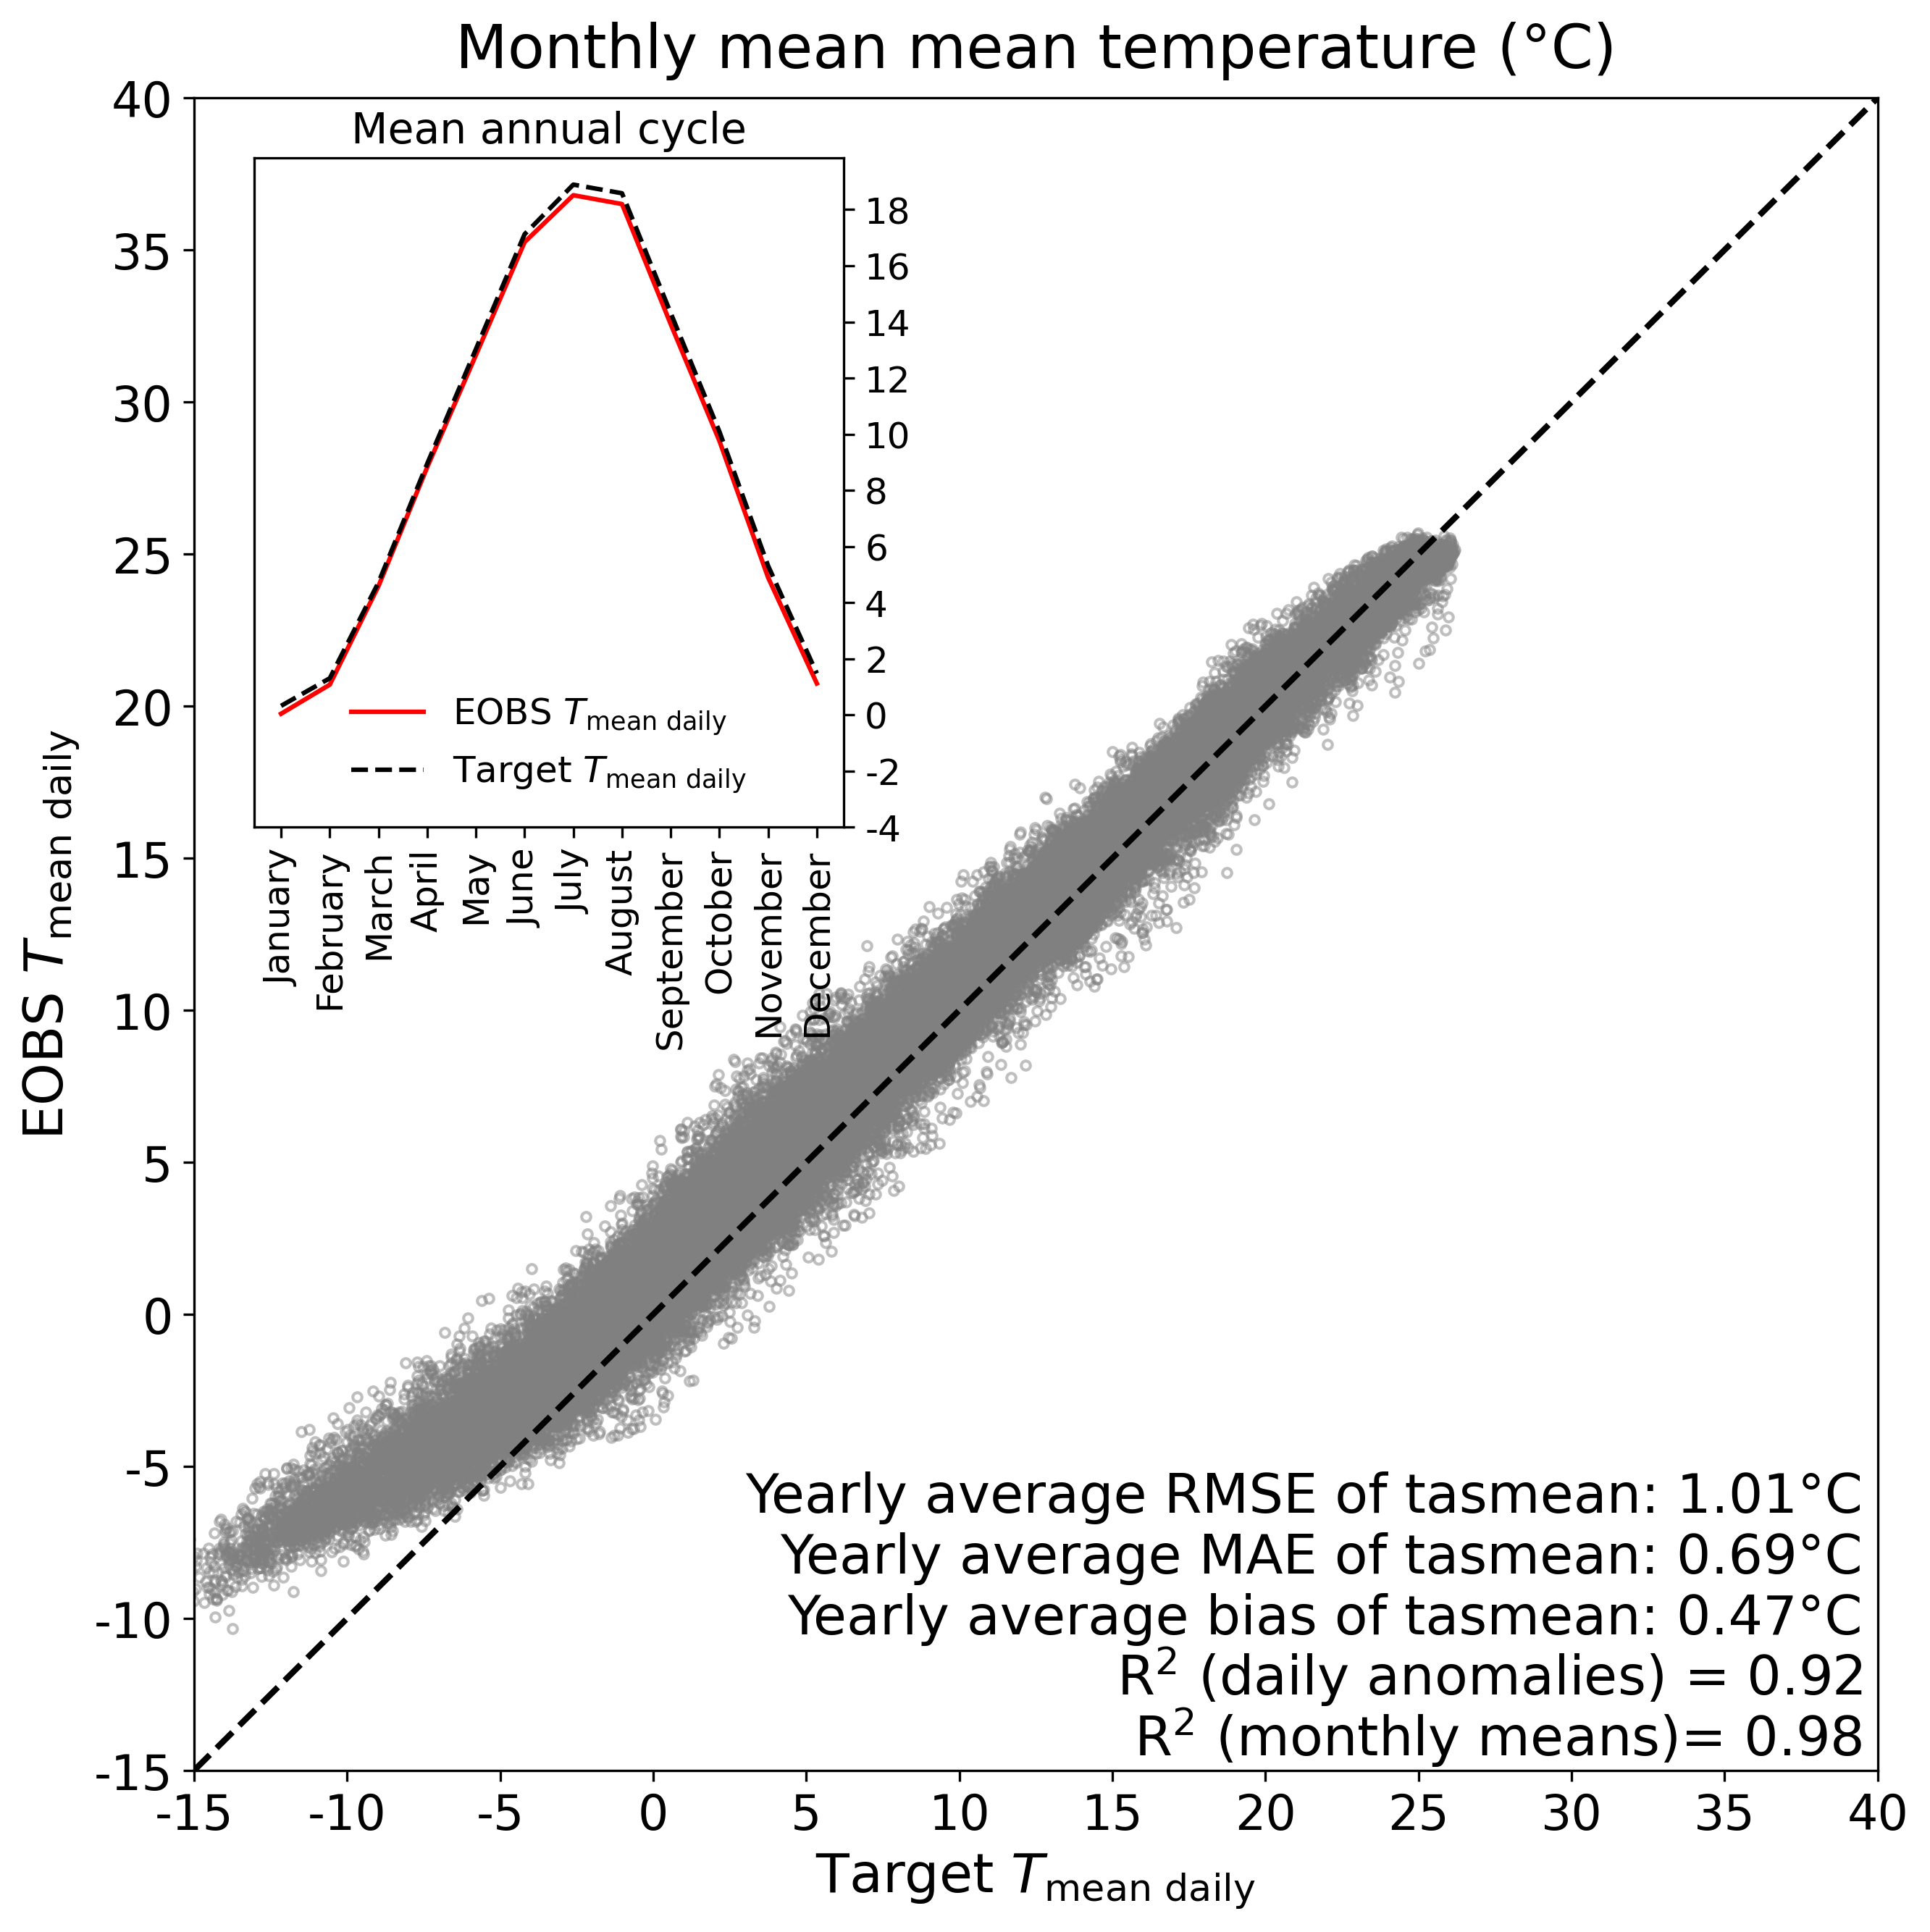 Monthly mean mean temperature (°C)
Mean annual cycle
40
35
30
25
20
15
10
5
0
-5
-10
-15
EOBS T mean daily
18
16
14
12
10
8
6
4
2
0
-2
-4
EOBS T mean daily
Target T mean daily
January
February
March
April
May
June
July
August
September
October
November
December
Yearly average RMSE of tasmean: 1.01°C
Yearly average MAE of tasmean: 0.69°C
Yearly average bias of tasmean: 0.47°C
R² (daily anomalies) = 0.92
R² (monthly means)= 0.98
-15 -10 -5 0 5 10 15 20 25 30 35 40
Target T mean daily